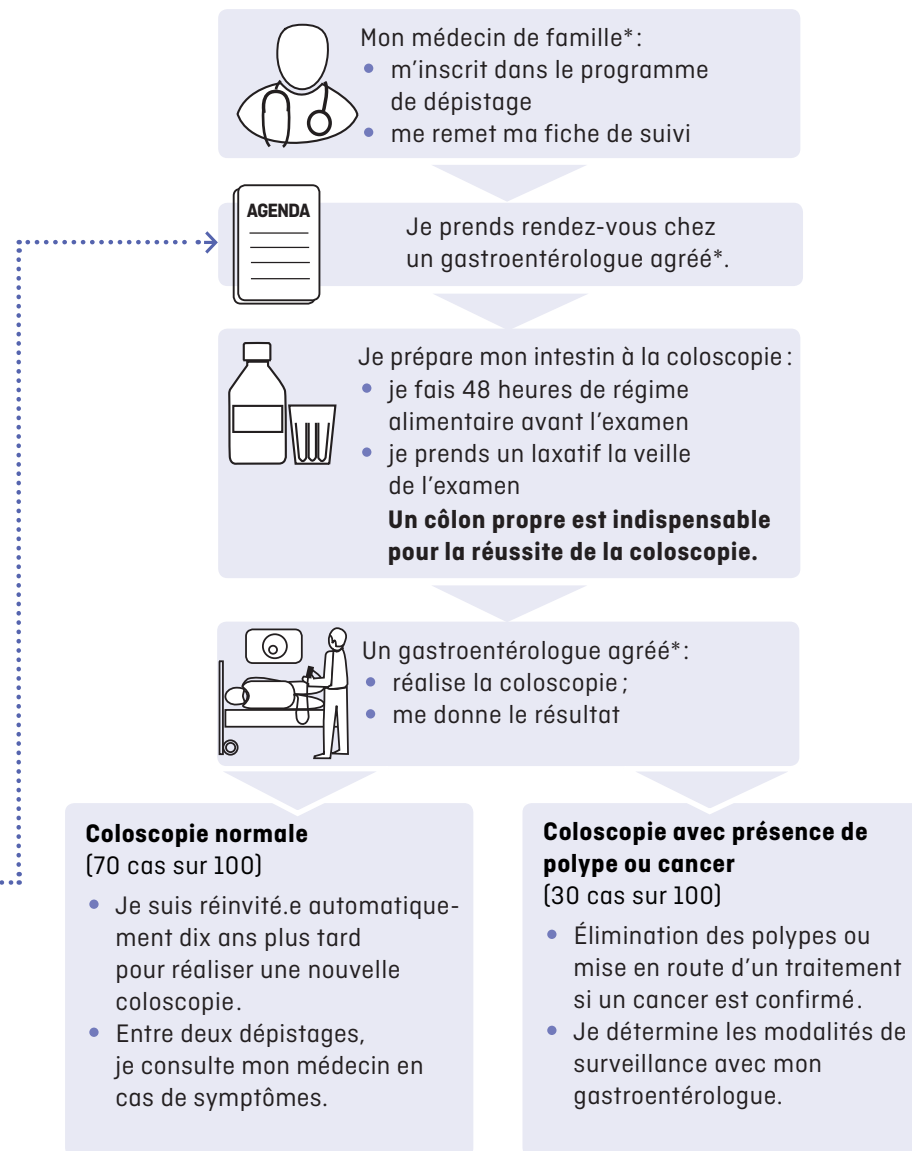 Mon médecin de famille*:
• m'inscrit dans le programme
de dépistage
• me remet ma fiche de suivi
AGENDA
Je prends rendez-vous chez
un gastroentérologue agréé*.
Je prépare mon intestin à la coloscopie :
• je fais 48 heures de régime
alimentaire avant l'examen
• je prends un laxatif la veille
de l'examen
Un côlon propre est indispensable
pour la réussite de la coloscopie.
Un gastroentérologue agréé*:
• réalise la coloscopie ;
• me donne le résultat
Coloscopie normale
(70 cas sur 100)
• Je suis réinvité.e automatique-
ment dix ans plus tard
pour réaliser une nouvelle
coloscopie.
• Entre deux dépistages,
je consulte mon médecin en
cas de symptômes.
Coloscopie avec présence de
polype ou cancer
(30 cas sur 100)
• Élimination des polypes ou
mise en route d'un traitement
si un cancer est confirmé.
• Je détermine les modalités de
surveillance avec mon
gastroentérologue.